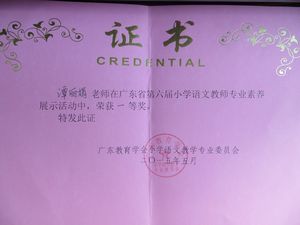 证书
CREDENTIAL
老师在广东省第六届小学语文教师专业素养
展示活动中，荣获一等奖。
特发此证
广东教育学会小学语文教学专业委员会
二〇一五年五月